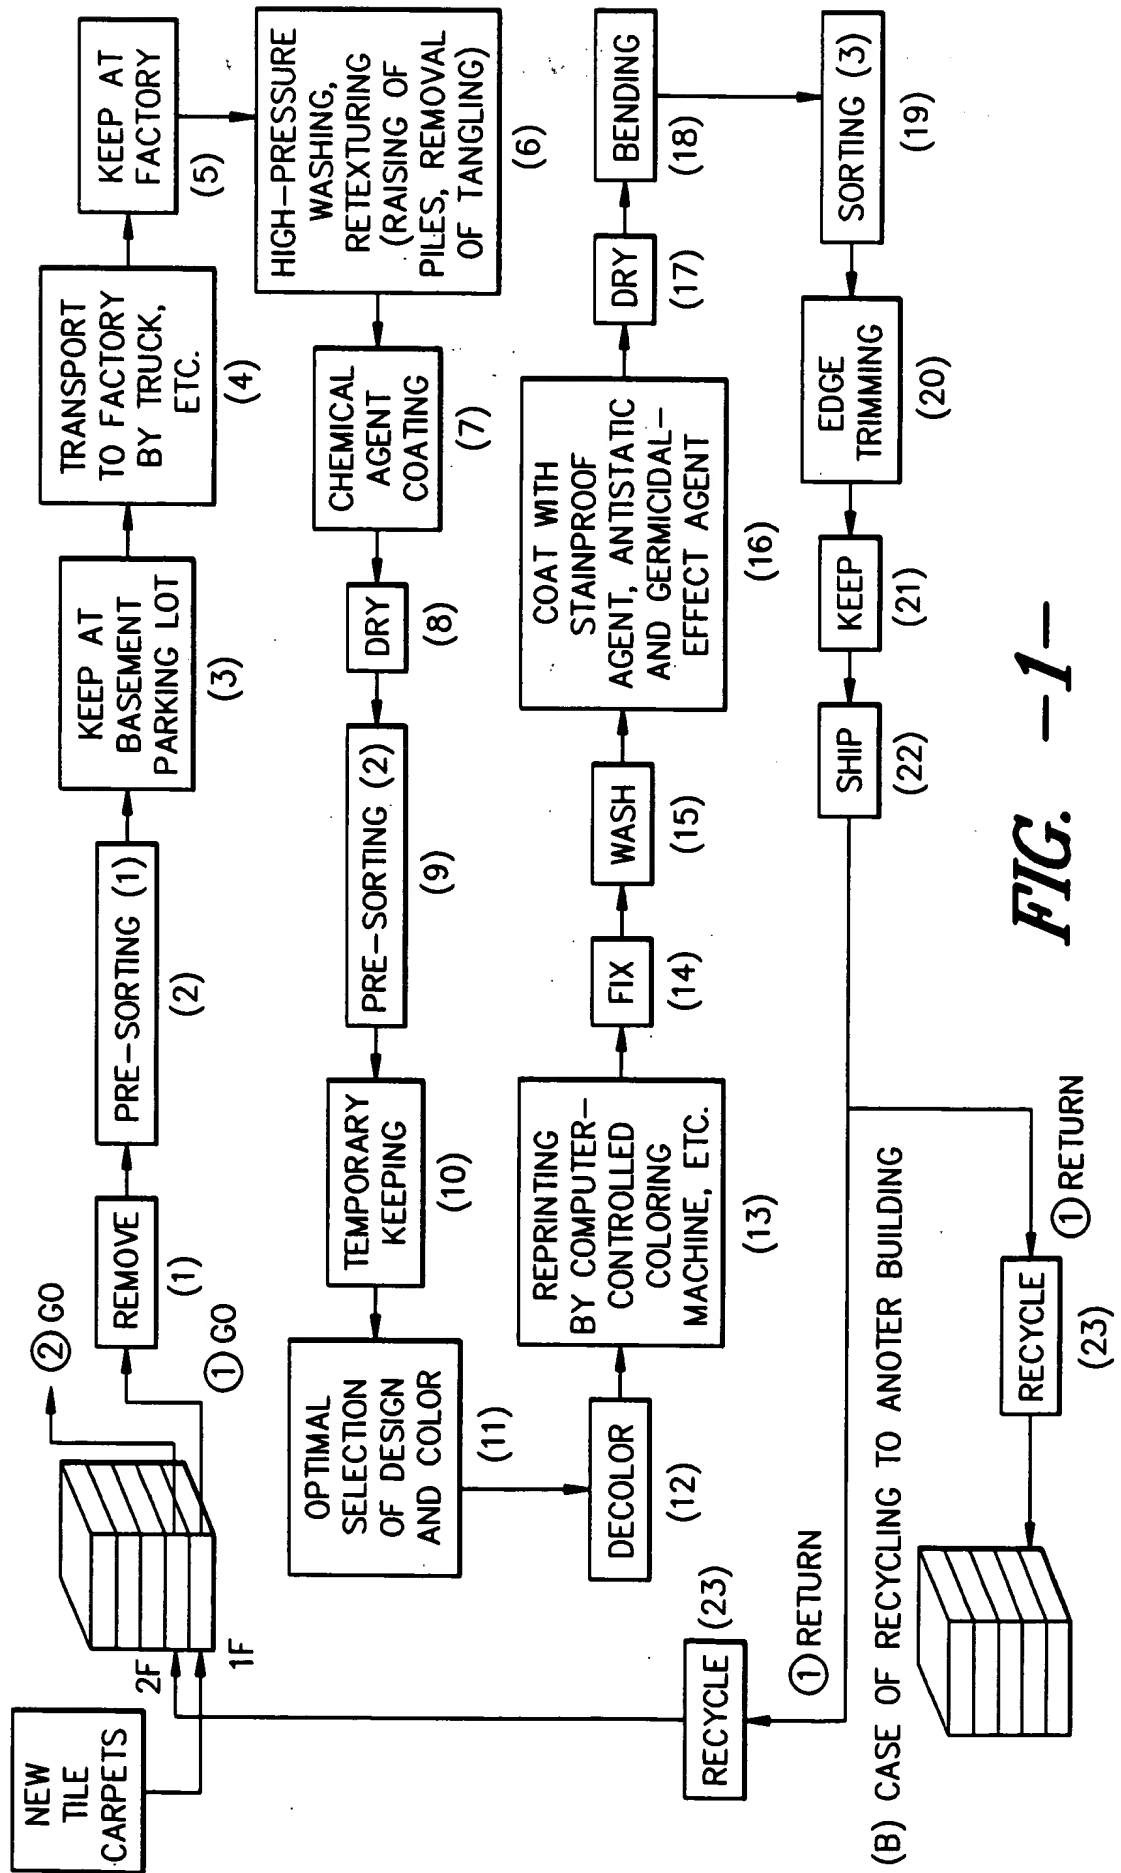 NEW
TILE
CARPETS
2F
1F
② GO
① GO
REMOVE
(1)
PRE-SORTING (1)
(2)
KEEP AT
BASEMENT
PARKING LOT
(3)
TRANSPORT
TO FACTORY
BY TRUCK,
ETC.
(4)
KEEP AT
FACTORY
(5)
HIGH-PRESSURE
WASHING,
RETEXTURING
(RAISING OF
PILES, REMOVAL
OF TANGLING)
(6)
CHEMICAL
AGENT
COATING
(7)
DRY
(8)
PRE-SORTING (2)
(9)
TEMPORARY
KEEPING
(10)
OPTIMAL
SELECTION
OF DESIGN
AND COLOR
(11)
DECOLOR
(12)
REPRINTING
BY COMPUTER-
CONTROLLED
COLORING
MACHINE, ETC.
(13)
FIX
(14)
WASH
(15)
COAT WITH
STAINPROOF
AGENT, ANTISTATIC
AND GERMICIDAL-
EFFECT AGENT
(16)
DRY
(17)
BENDING
(18)
SORTING (3)
(19)
EDGE
TRIMMING
(20)
KEEP
(21)
SHIP
(22)
RECYCLE
(23)
① RETURN
(B) CASE OF RECYCLING TO ANOTER BUILDING
RECYCLE
(23)
① RETURN
FIG. -1-